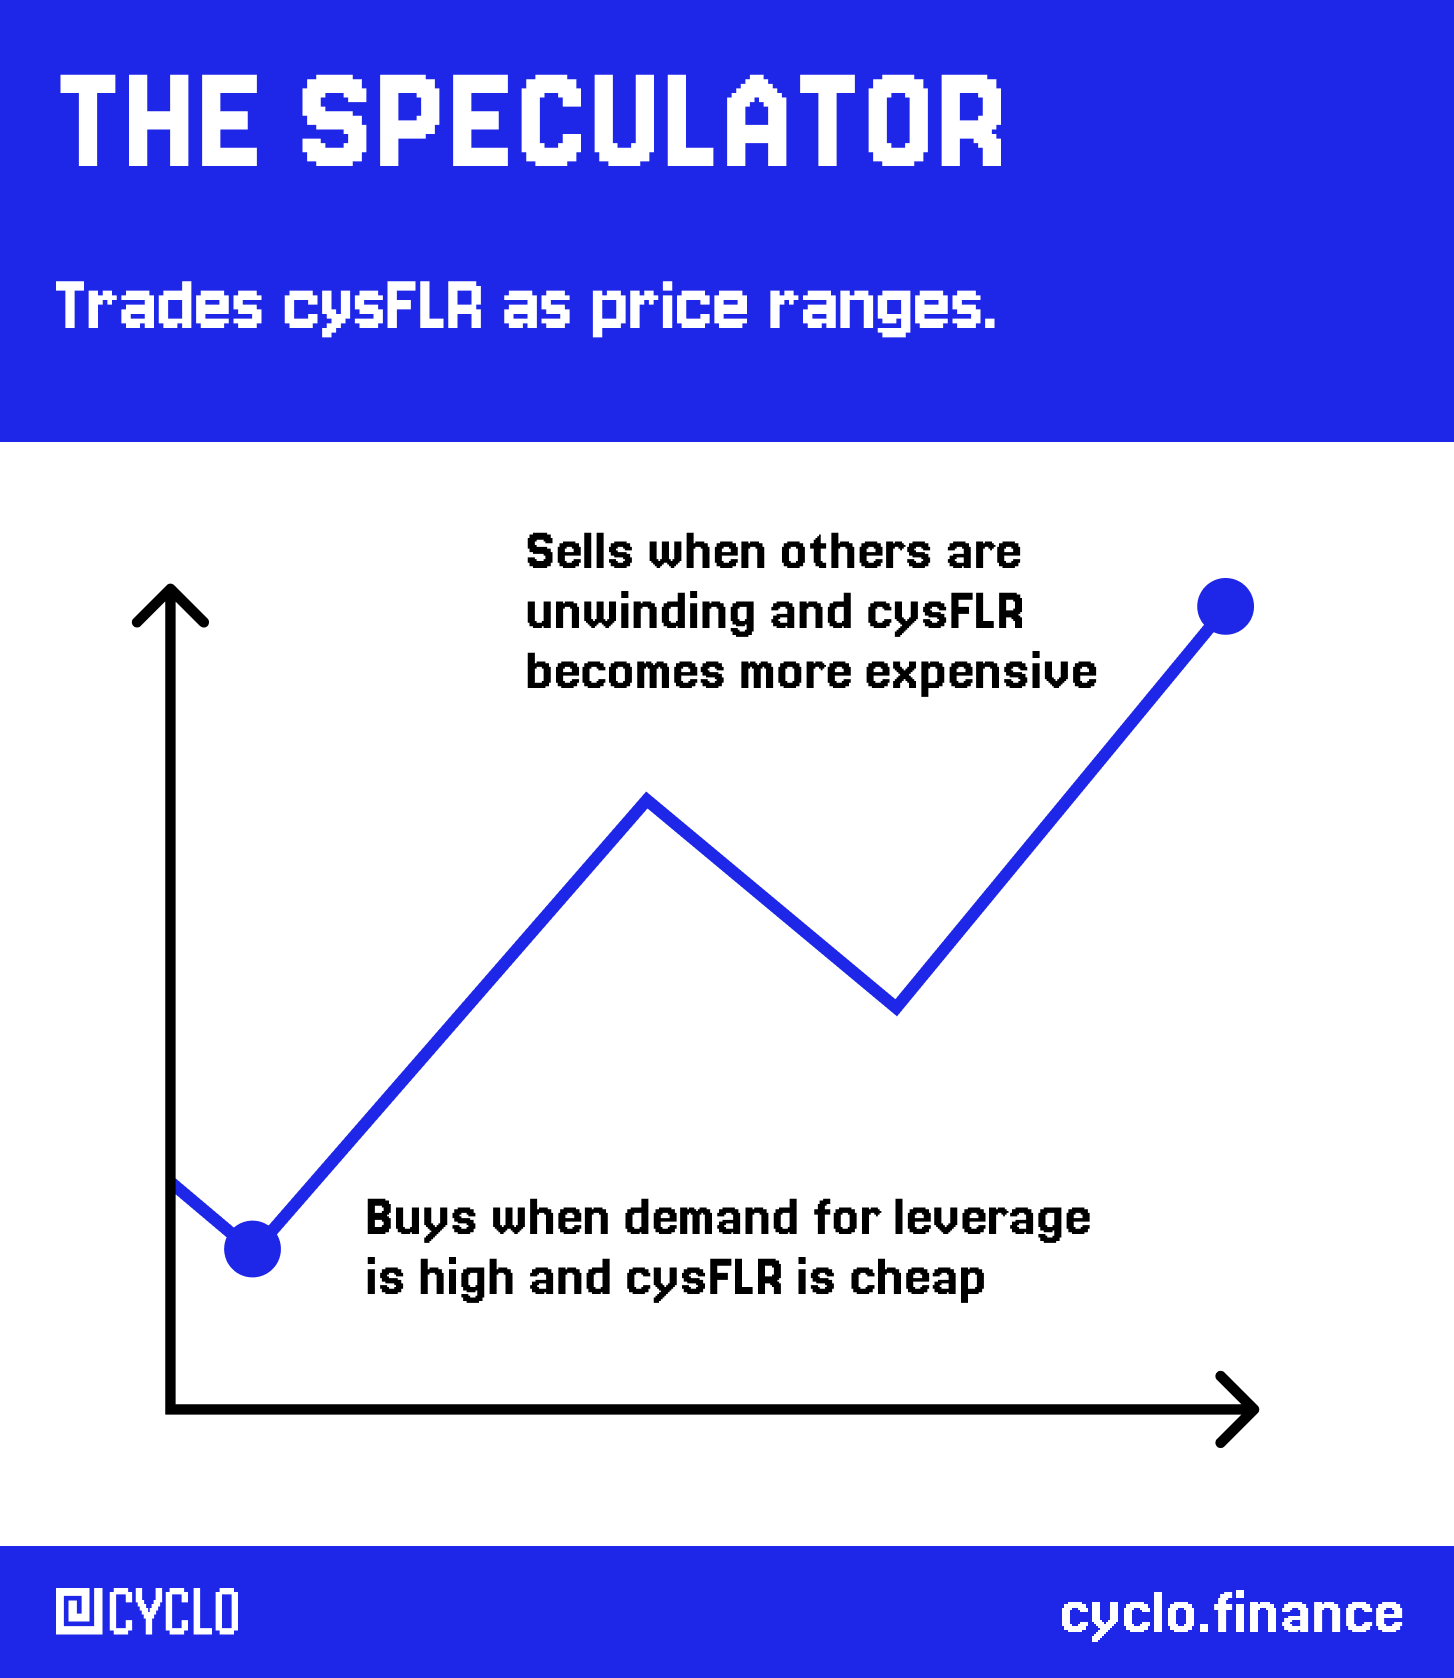 THE SPECULATOR
Trades cysFLR as price ranges.
Sells when others are
unwinding and cysFLR
becomes more expensive
Buys when demand for leverage
is high and cysFLR is cheap
CYCLO
cyclo.finance